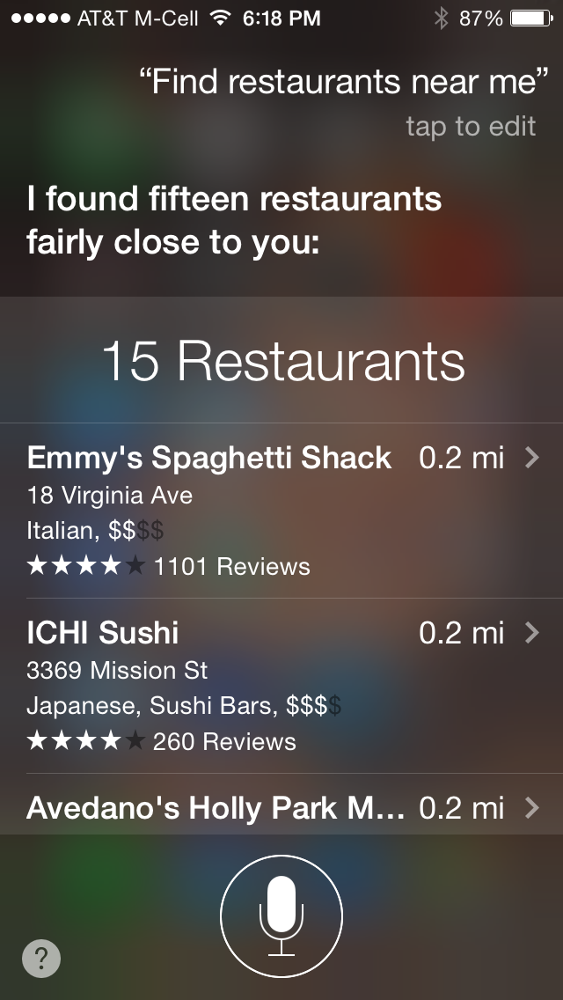 AT&T M-Cell 6:18 PM 87%
“Find restaurants near me”
tap to edit
I found fifteen restaurants
fairly close to you:
15 Restaurants
Emmy's Spaghetti Shack 0.2 mi
18 Virginia Ave
Italian, $$$$
★★★★★ 1101 Reviews
ICHI Sushi 0.2 mi
3369 Mission St
Japanese, Sushi Bars, $$$$
★★★★★ 260 Reviews
Avedano's Holly Park M... 0.2 mi
?